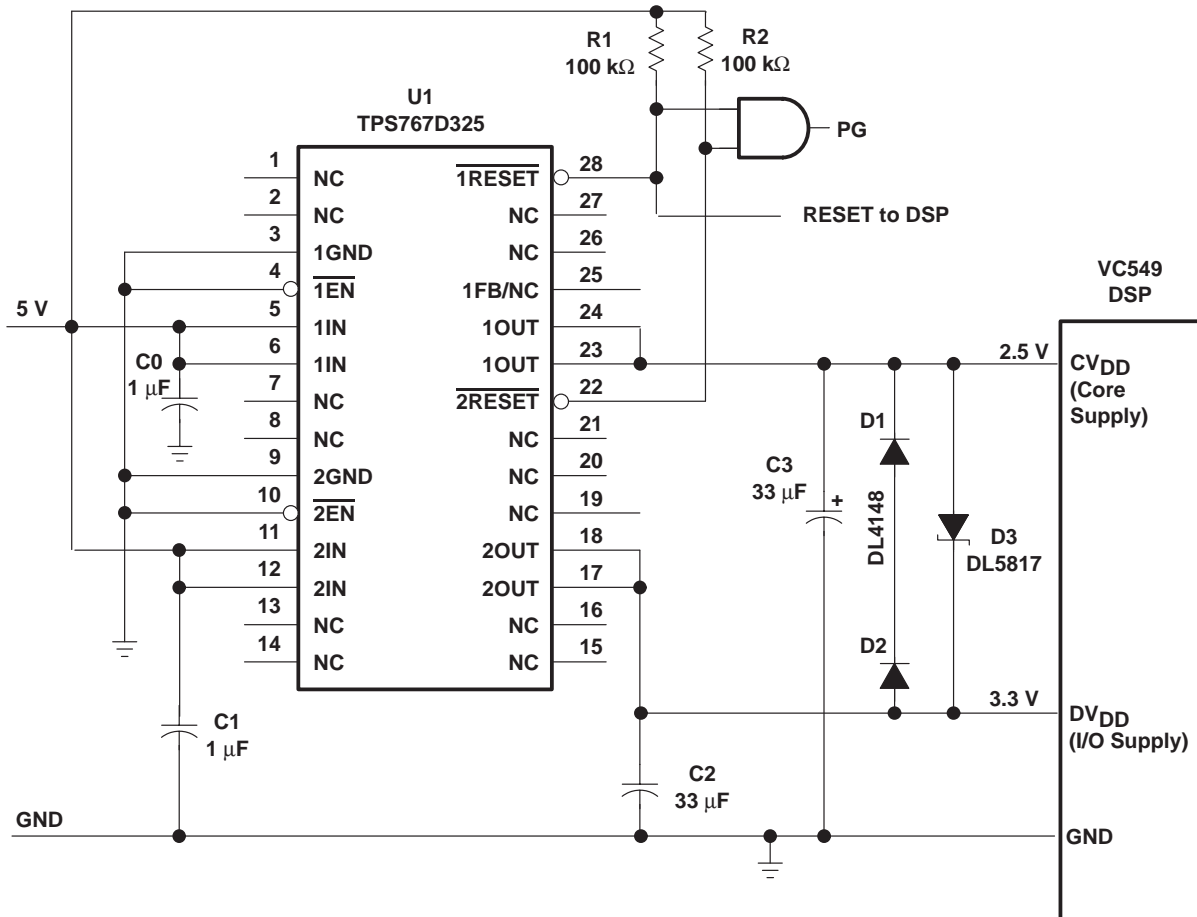 R1
100 kΩ
R2
100 kΩ
U1
TPS767D325
PG
1
NC
2
NC
3
1GND
4
1EN
5
1IN
6
1IN
7
NC
8
NC
9
2GND
10
2EN
11
2IN
12
2IN
13
NC
14
NC
28
1RESET
27
NC
26
NC
25
1FB/NC
24
1OUT
23
1OUT
22
2RESET
21
NC
20
NC
19
NC
18
2OUT
17
2OUT
16
NC
15
NC
RESET to DSP
5 V
C0
1 μF
C1
1 μF
GND
VC549
DSP
2.5 V
CVDD
(Core
Supply)
D1
C3
33 μF
+
DL4148
D3
DL5817
D2
3.3 V
DVDD
(I/O Supply)
C2
33 μF
GND